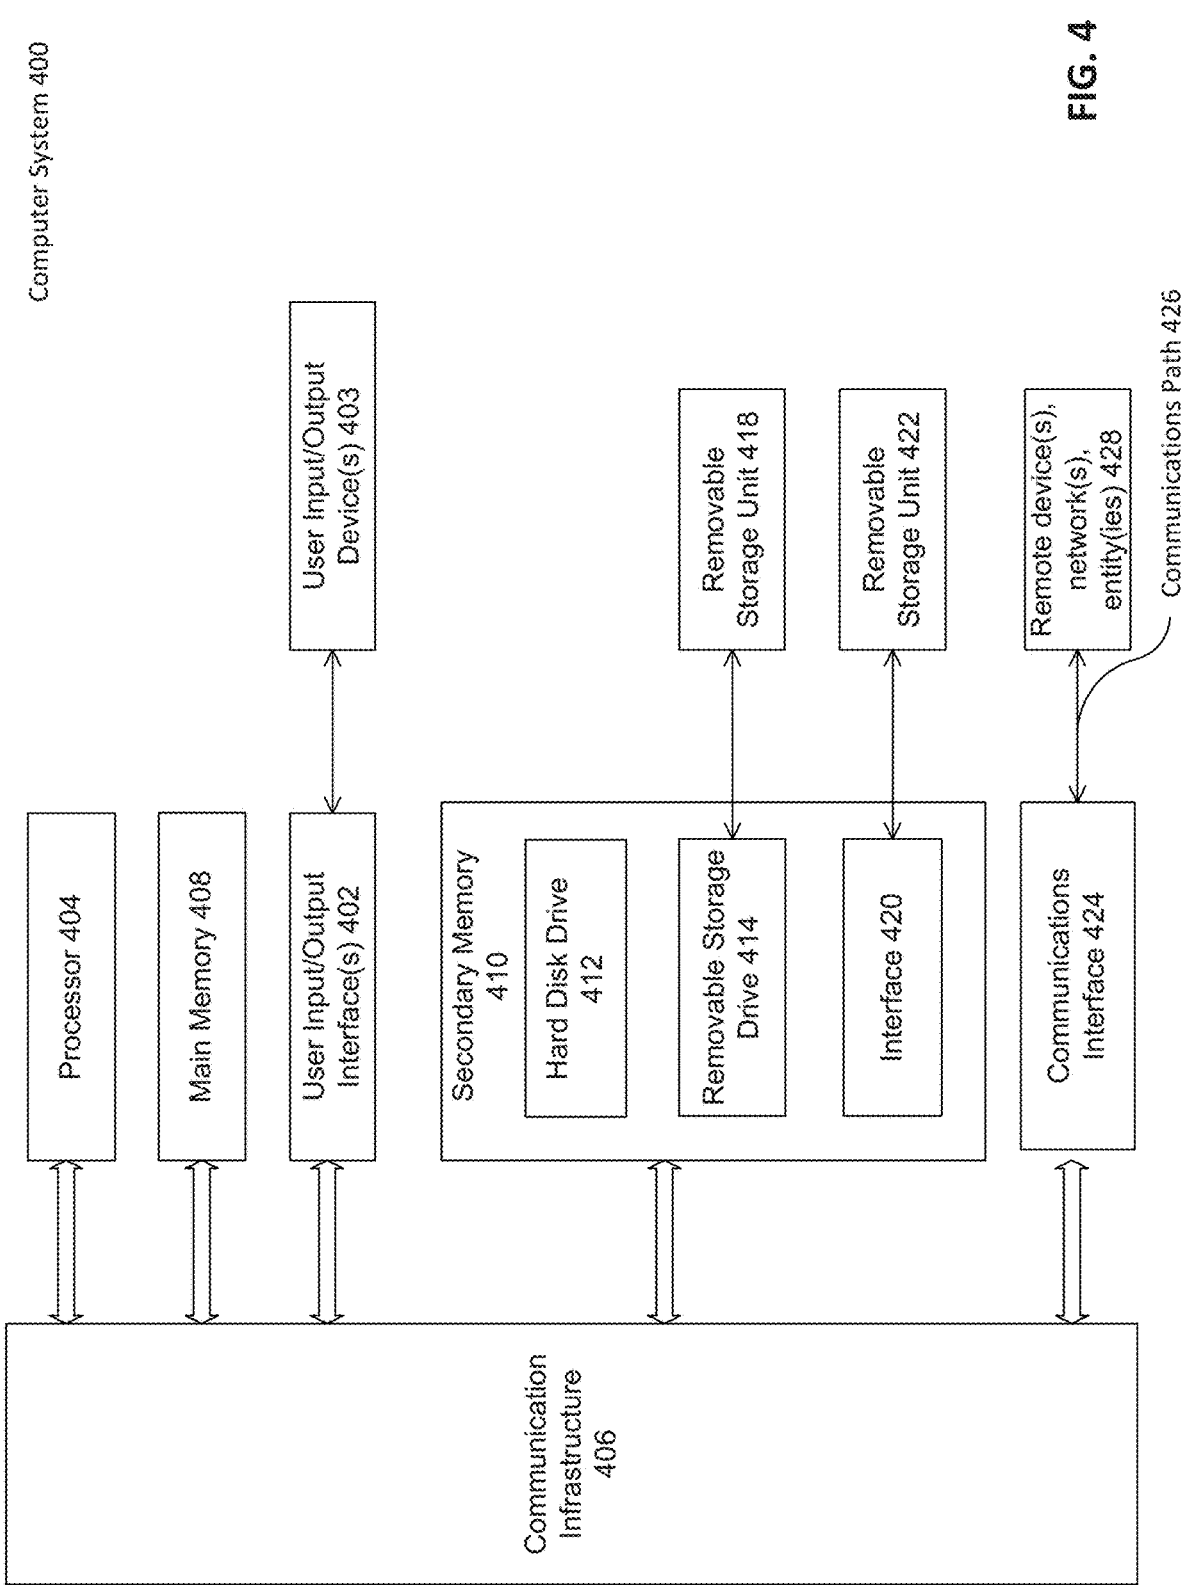 Computer System 400
Processor 404
Main Memory 408
User Input/Output
Interface(s) 402
User Input/Output
Device(s) 403
Secondary Memory
410
Hard Disk Drive
412
Removable Storage
Drive 414
Removable
Storage Unit 418
Interface 420
Removable
Storage Unit 422
Communications
Interface 424
Remote device(s),
network(s),
entity(ies) 428
Communications Path 426
Communication
Infrastructure
406
FIG. 4